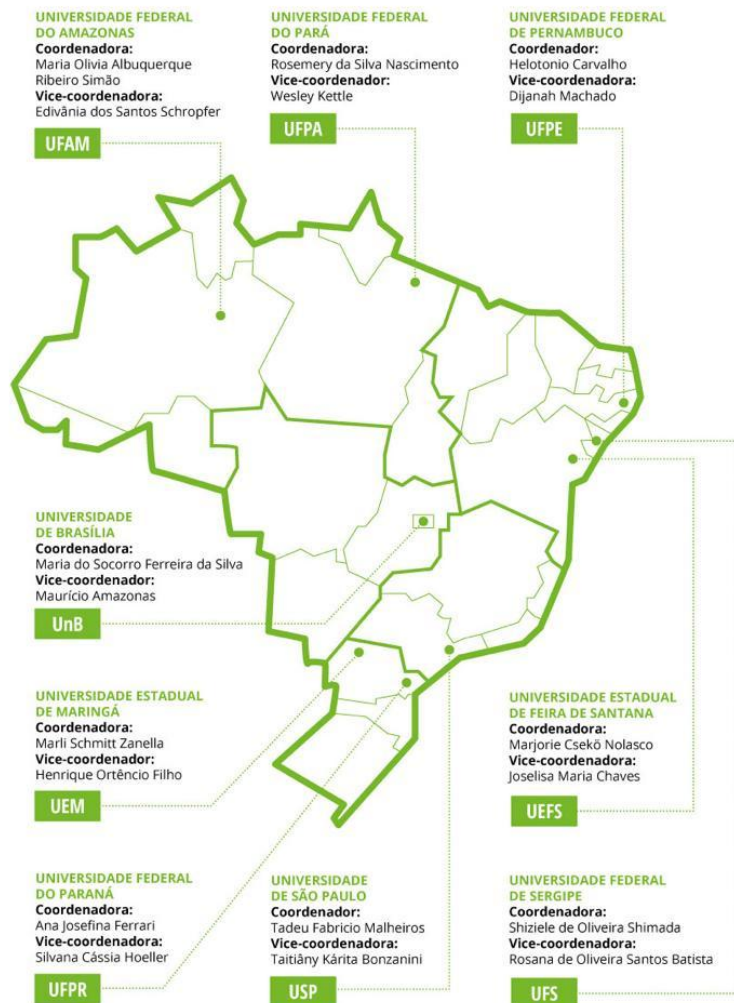 UNIVERSIDADE FEDERAL
DO AMAZONAS
Coordenadora:
Maria Olivia Albuquerque
Ribeiro Simão
Vice-coordenadora:
Edivânia dos Santos Schropfer
UFAM
UNIVERSIDADE FEDERAL
DO PARÁ
Coordenadora:
Rosemery da Silva Nascimento
Vice-coordenador:
Wesley Kettle
UFPA
UNIVERSIDADE FEDERAL
DE PERNAMBUCO
Coordenador:
Helotonio Carvalho
Vice-coordenadora:
Dijanah Machado
UFPE
UNIVERSIDADE
DE BRASÍLIA
Coordenadora:
Maria do Socorro Ferreira da Silva
Vice-coordenador:
Maurício Amazonas
UnB
UNIVERSIDADE ESTADUAL
DE MARINGÁ
Coordenadora:
Marli Schmitt Zanella
Vice-coordenador:
Henrique Ortêncio Filho
UEM
UNIVERSIDADE ESTADUAL
DE FEIRA DE SANTANA
Coordenadora:
Marjorie Csekö Nolasco
Vice-coordenadora:
Joselisa Maria Chaves
UEFS
UNIVERSIDADE FEDERAL
DO PARANÁ
Coordenadora:
Ana Josefina Ferrari
Vice-coordenadora:
Silvana Cássia Hoeller
UFPR
UNIVERSIDADE
DE SÃO PAULO
Coordenador:
Tadeu Fabricio Malheiros
Vice-coordenadora:
Taitiâny Kárita Bonzanini
USP
UNIVERSIDADE FEDERAL
DE SERGIPE
Coordenadora:
Shiziele de Oliveira Shimada
Vice-coordenadora:
Rosana de Oliveira Santos Batista
UFS